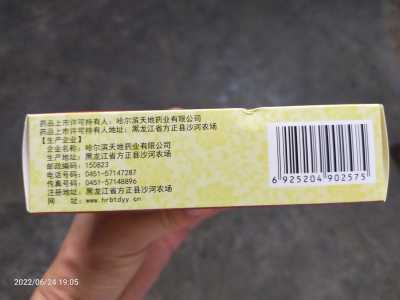 药品上市许可持有人：哈尔滨天地药业有限公司
药品上市许可持有人地址：黑龙江省方正县沙河农场
【生产企业】
企业名称：哈尔滨天地药业有限公司
生产地址：黑龙江省方正县沙河农场
邮政编码：150823
电话号码：0451-57147287
传真号码：0451-57148896
注册地址：黑龙江省方正县沙河农场
网 址：www.hrbtdyy.cn
6 925204 902575
2022/06/24 19:05